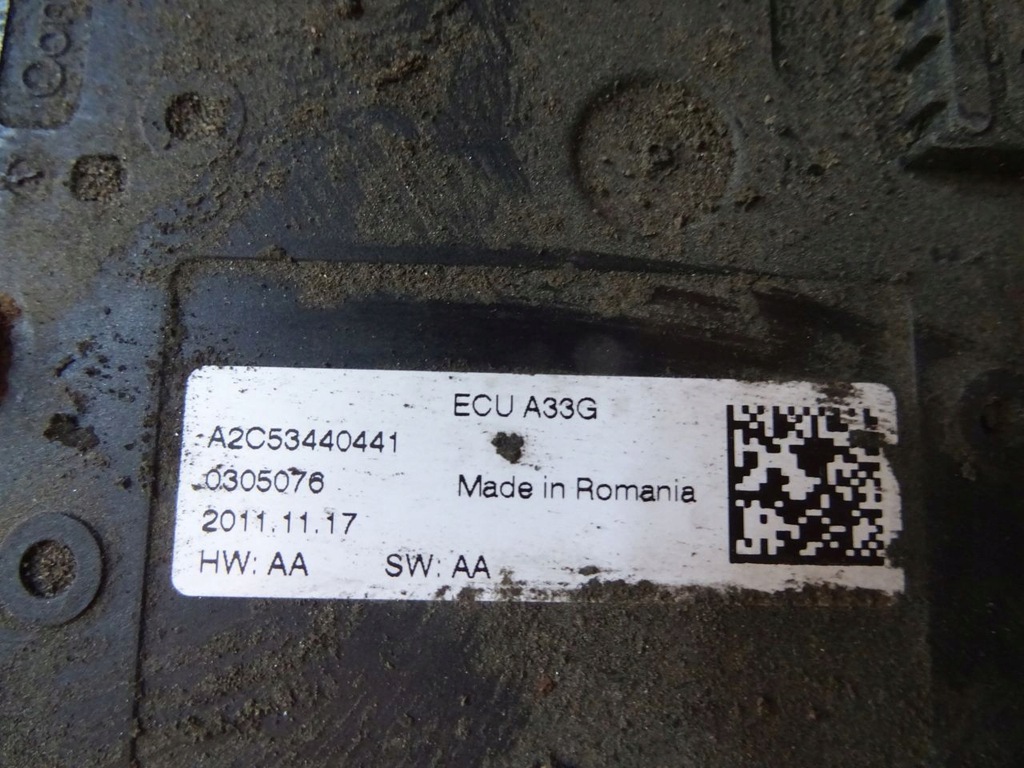 ECU A33G
A2C53440441
0305076
Made in Romania
2011.11.17
HW: AA SW: AA